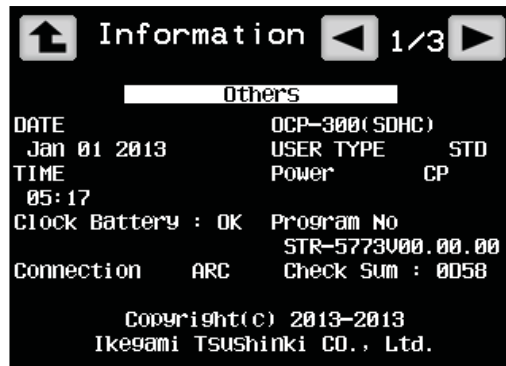 Information 1/3
Others
DATE OCP-300(SDHC)
Jan 01 2013 USER TYPE STD
TIME Power CP
05:17
Clock Battery : OK Program No
STR-5773V00.00.00
Connection ARC Check Sum : 0D58
Copyright(c) 2013-2013
Ikegami Tsushinki CO., Ltd.